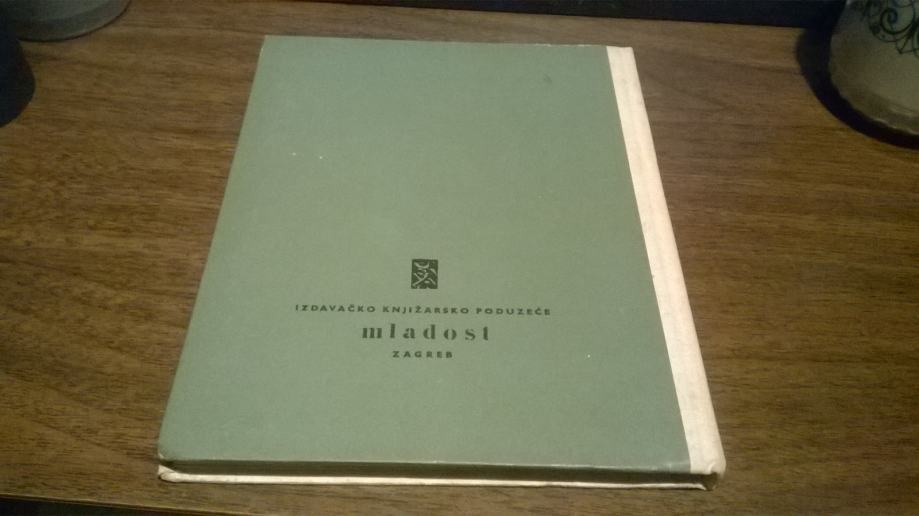 IZDAVAČKO KNJIŽARSKO PODUZEĆE
mladost
ZAGREB